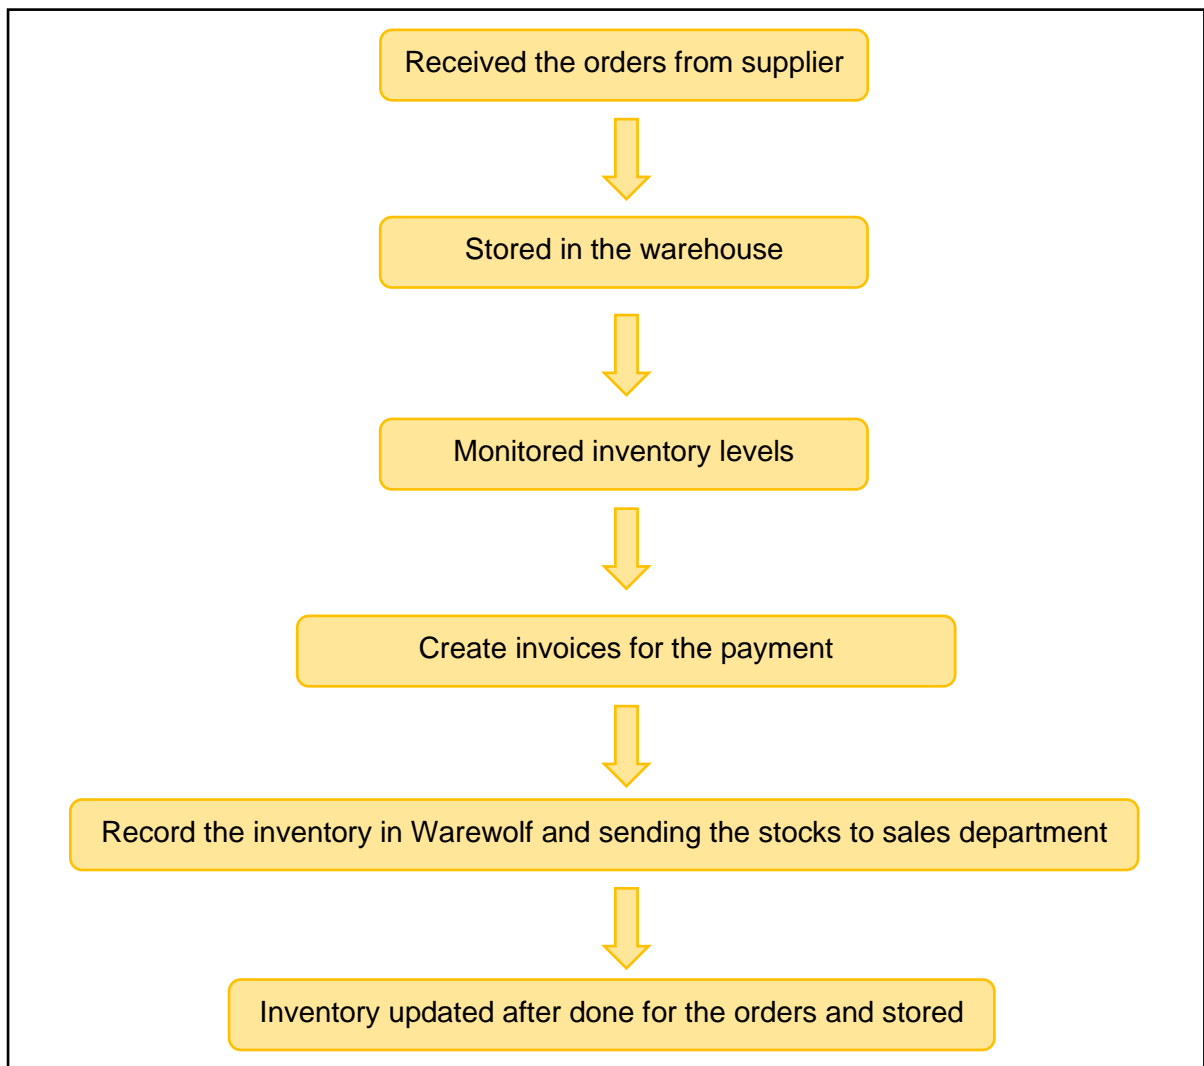 Received the orders from supplier
Stored in the warehouse
Monitored inventory levels
Create invoices for the payment
Record the inventory in Warewolf and sending the stocks to sales department
Inventory updated after done for the orders and stored